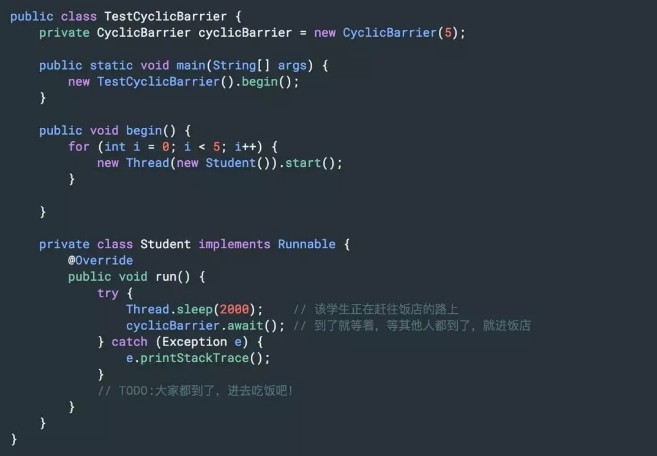 public class TestCyclicBarrier {
    private CyclicBarrier cyclicBarrier = new CyclicBarrier(5);

    public static void main(String[] args) {
        new TestCyclicBarrier().begin();
    }

    public void begin() {
        for (int i = 0; i < 5; i++) {
            new Thread(new Student()).start();
        }

    }

    private class Student implements Runnable {
        @Override
        public void run() {
            try {
                Thread.sleep(2000);    // 该学生正在赶往饭店的路上
                cyclicBarrier.await(); // 到了就等着，等其他人都到了，就进饭店
            } catch (Exception e) {
                e.printStackTrace();
            }
            // TODO:大家都到了，进去吃饭吧！
        }
    }
}